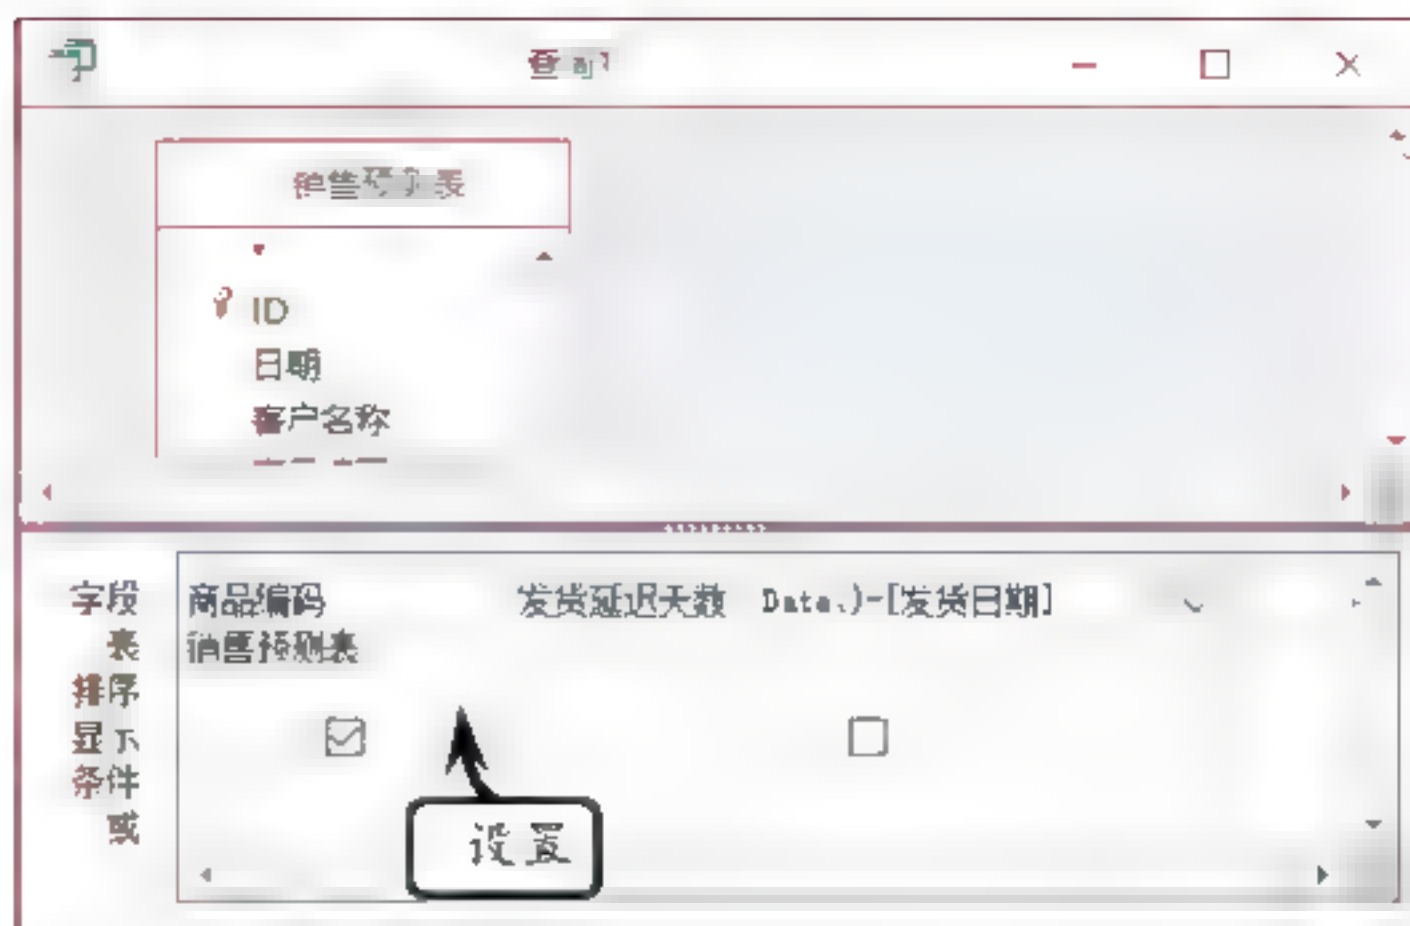 查询1
销售预测表
*
ID
日期
客户名称
字段 商品编码 发货延迟天数 Date()-[发货日期]
表 销售预测表
排序
显示
条件
或
设置